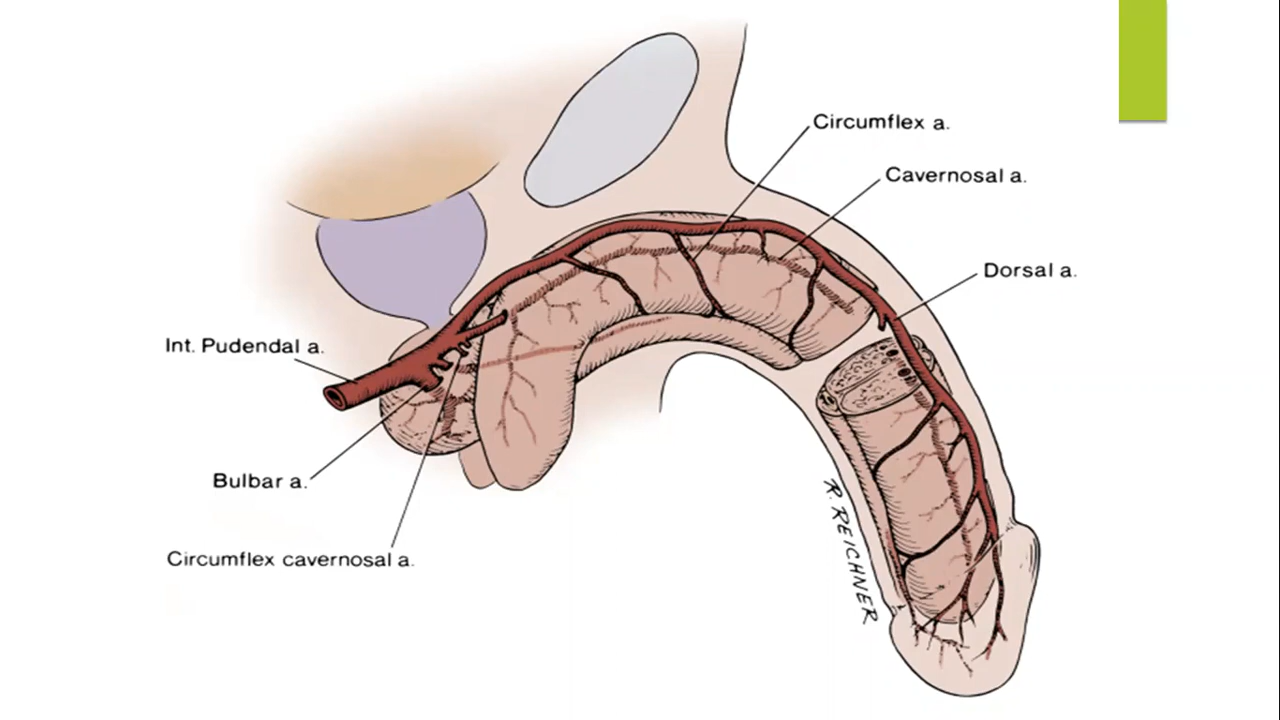 Circumflex a.
Cavernosal a.
Dorsal a.
Int. Pudendal a.
Bulbar a.
Circumflex cavernosal a.
R. REICHNER